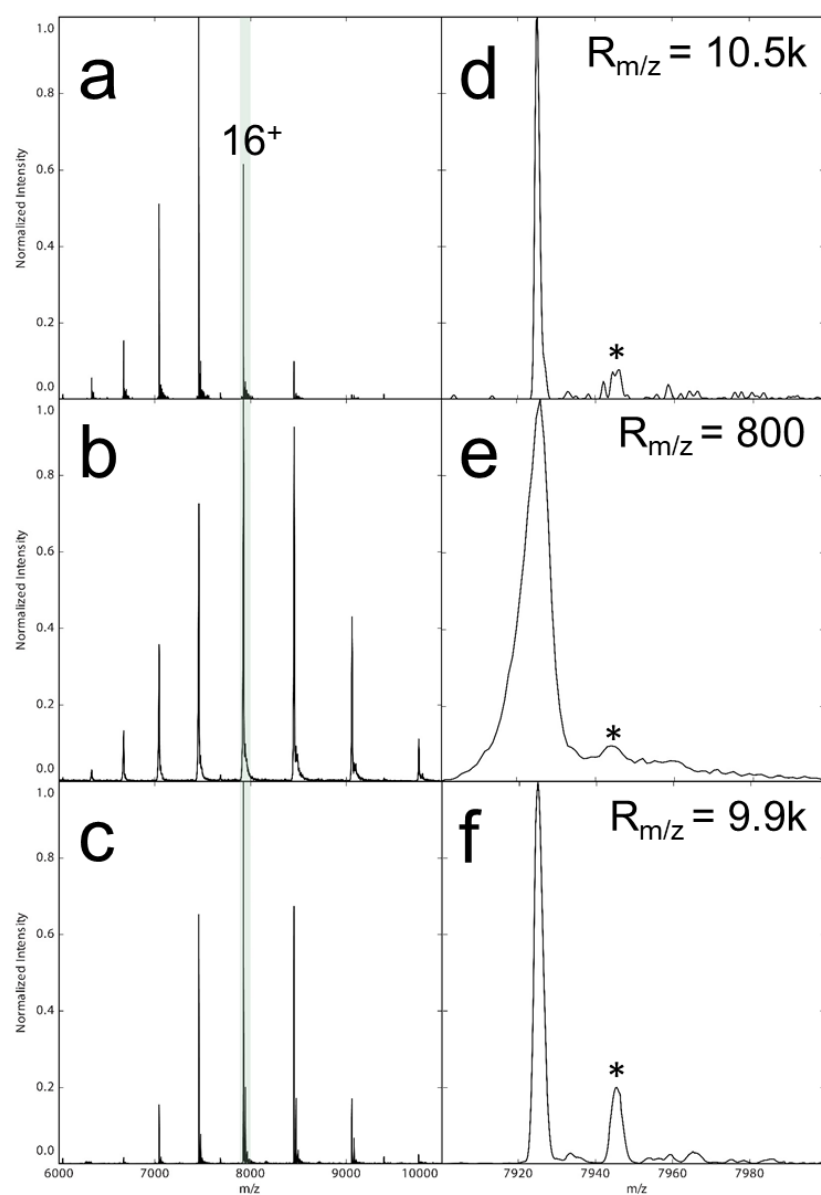 a
16+
d
Rm/z = 10.5k
*
1.0
0.8
0.6
0.4
0.2
0.0
Normalized Intensity
b
e
Rm/z = 800
*
1.0
0.8
0.6
0.4
0.2
0.0
Normalized Intensity
c
f
Rm/z = 9.9k
*
1.0
0.8
0.6
0.4
0.2
0.0
Normalized Intensity
6000 7000 8000 9000 10000
m/z
7920 7940 7960 7980
m/z